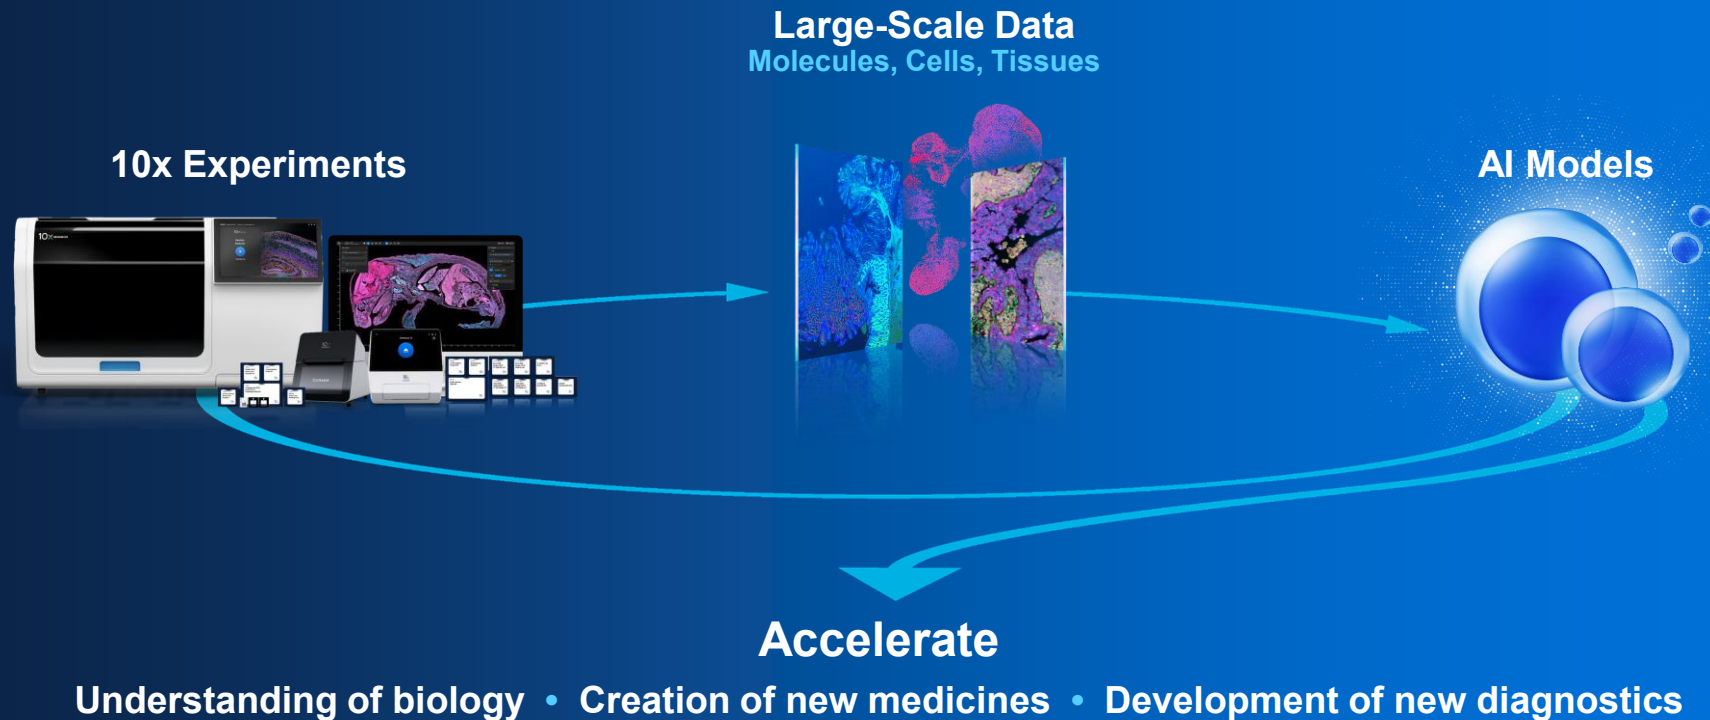 Large-Scale Data
Molecules, Cells, Tissues
10x Experiments
AI Models
10x
Accelerate
Understanding of biology • Creation of new medicines • Development of new diagnostics